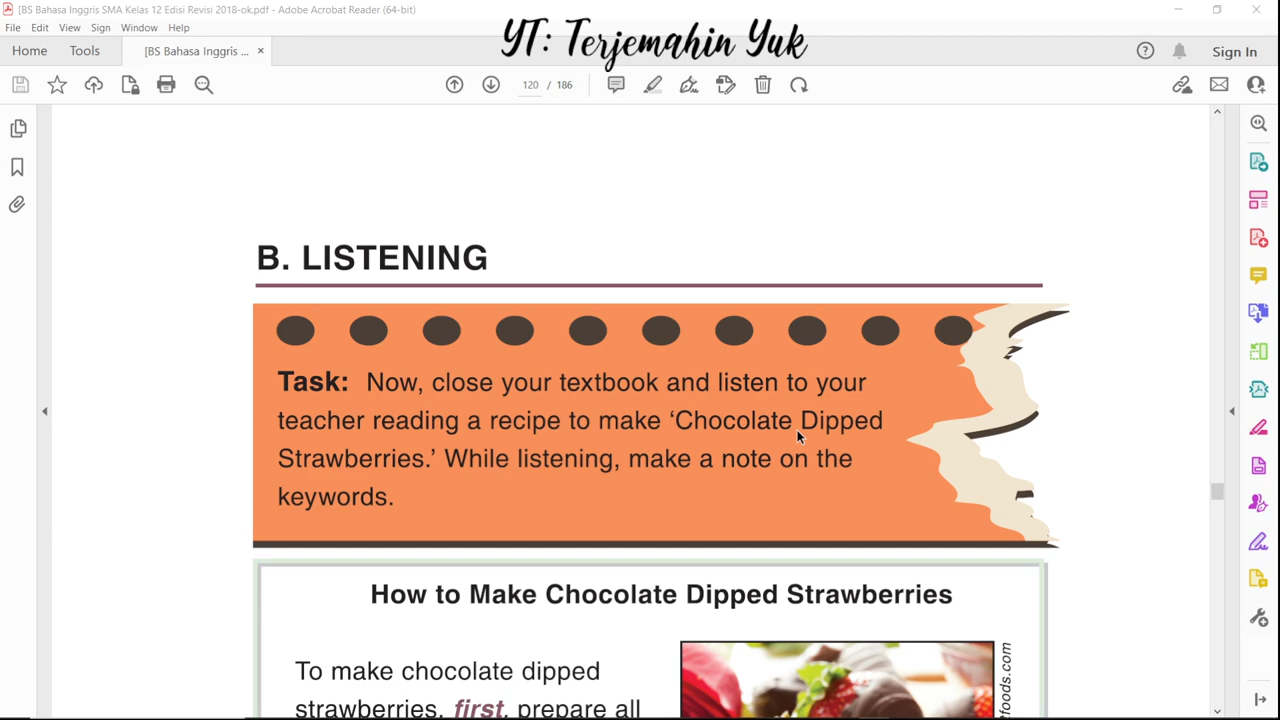 [BS Bahasa Inggris SMA Kelas 12 Edisi Revisi 2018-ok.pdf - Adobe Acrobat Reader (64-bit)
File Edit View Sign Window Help
YT: Terjemahin Yuk
Home Tools [BS Bahasa Inggris ... × Sign In
120 / 186
B. LISTENING
Task: Now, close your textbook and listen to your
teacher reading a recipe to make ‘Chocolate Dipped
Strawberries.’ While listening, make a note on the
keywords.
How to Make Chocolate Dipped Strawberries
To make chocolate dipped
strawberries, first, prepare all
tfoods.com